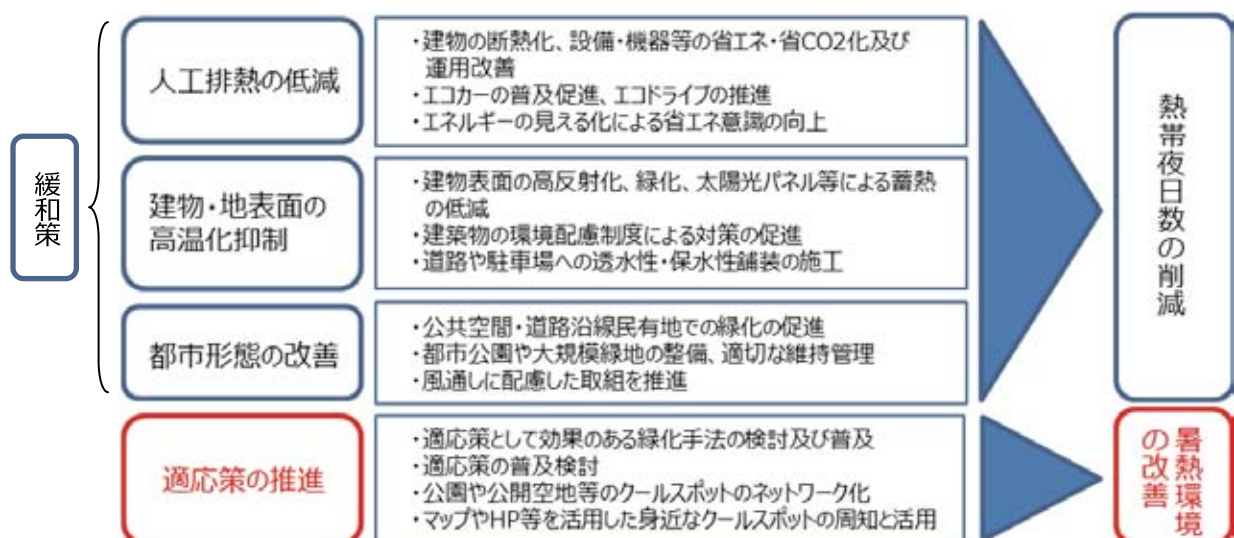 緩和策
人工排熱の低減
・建物の断熱化、設備・機器等の省エネ・省CO2化及び
運用改善
・エコカーの普及促進、エコドライブの推進
・エネルギーの見える化による省エネ意識の向上
建物・地表面の
高温化抑制
・建物表面の高反射化、緑化、太陽光パネル等による蓄熱
の低減
・建築物の環境配慮制度による対策の促進
・道路や駐車場への透水性・保水性舗装の施工
都市形態の改善
・公共空間・道路沿線民有地での緑化の促進
・都市公園や大規模緑地の整備、適切な維持管理
・風通しに配慮した取組を推進
熱帯夜日数の削減
適応策の推進
・適応策として効果のある緑化手法の検討及び普及
・適応策の普及検討
・公園や公開空地等のクールスポットのネットワーク化
・マップやHP等を活用した身近なクールスポットの周知と活用
暑熱環境
の改善